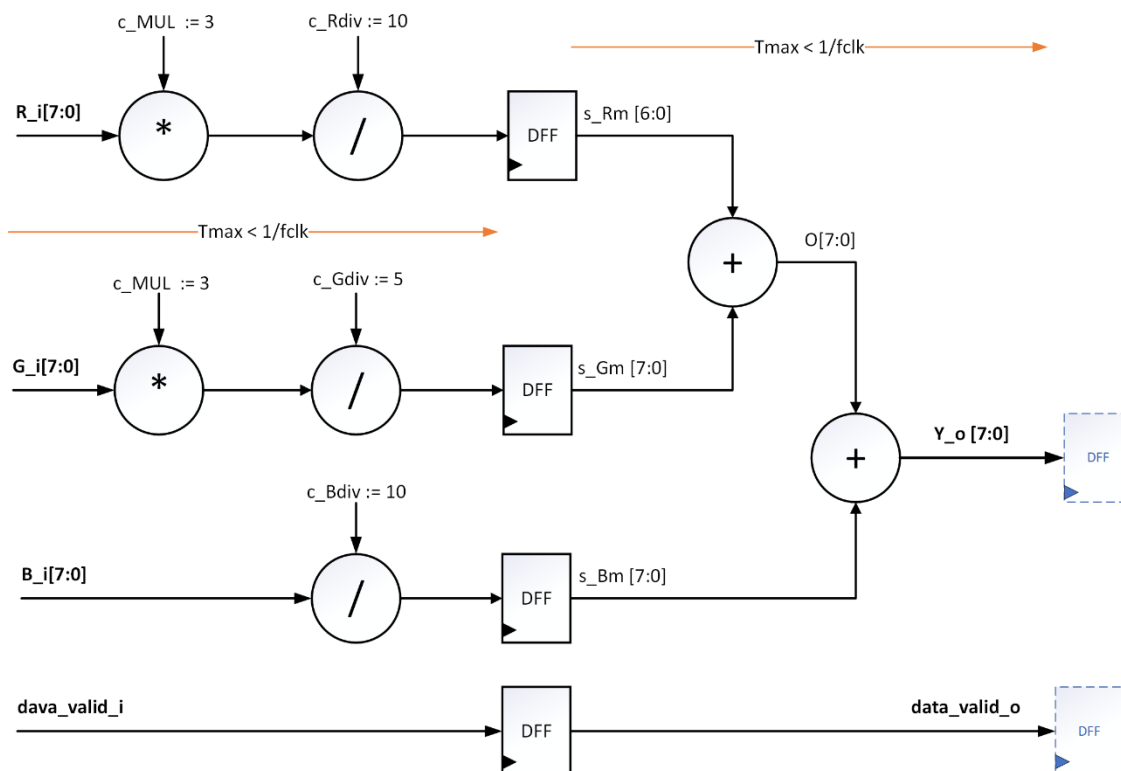 c_MUL := 3
c_Rdiv := 10
Tmax < 1/fclk
R_i[7:0]
*
/
DFF
s_Rm [6:0]
Tmax < 1/fclk
+
O[7:0]
c_MUL := 3
c_Gdiv := 5
G_i[7:0]
*
/
DFF
s_Gm [7:0]
+
Y_o [7:0]
DFF
c_Bdiv := 10
B_i[7:0]
/
DFF
s_Bm [7:0]
dava_valid_i
DFF
data_valid_o
DFF